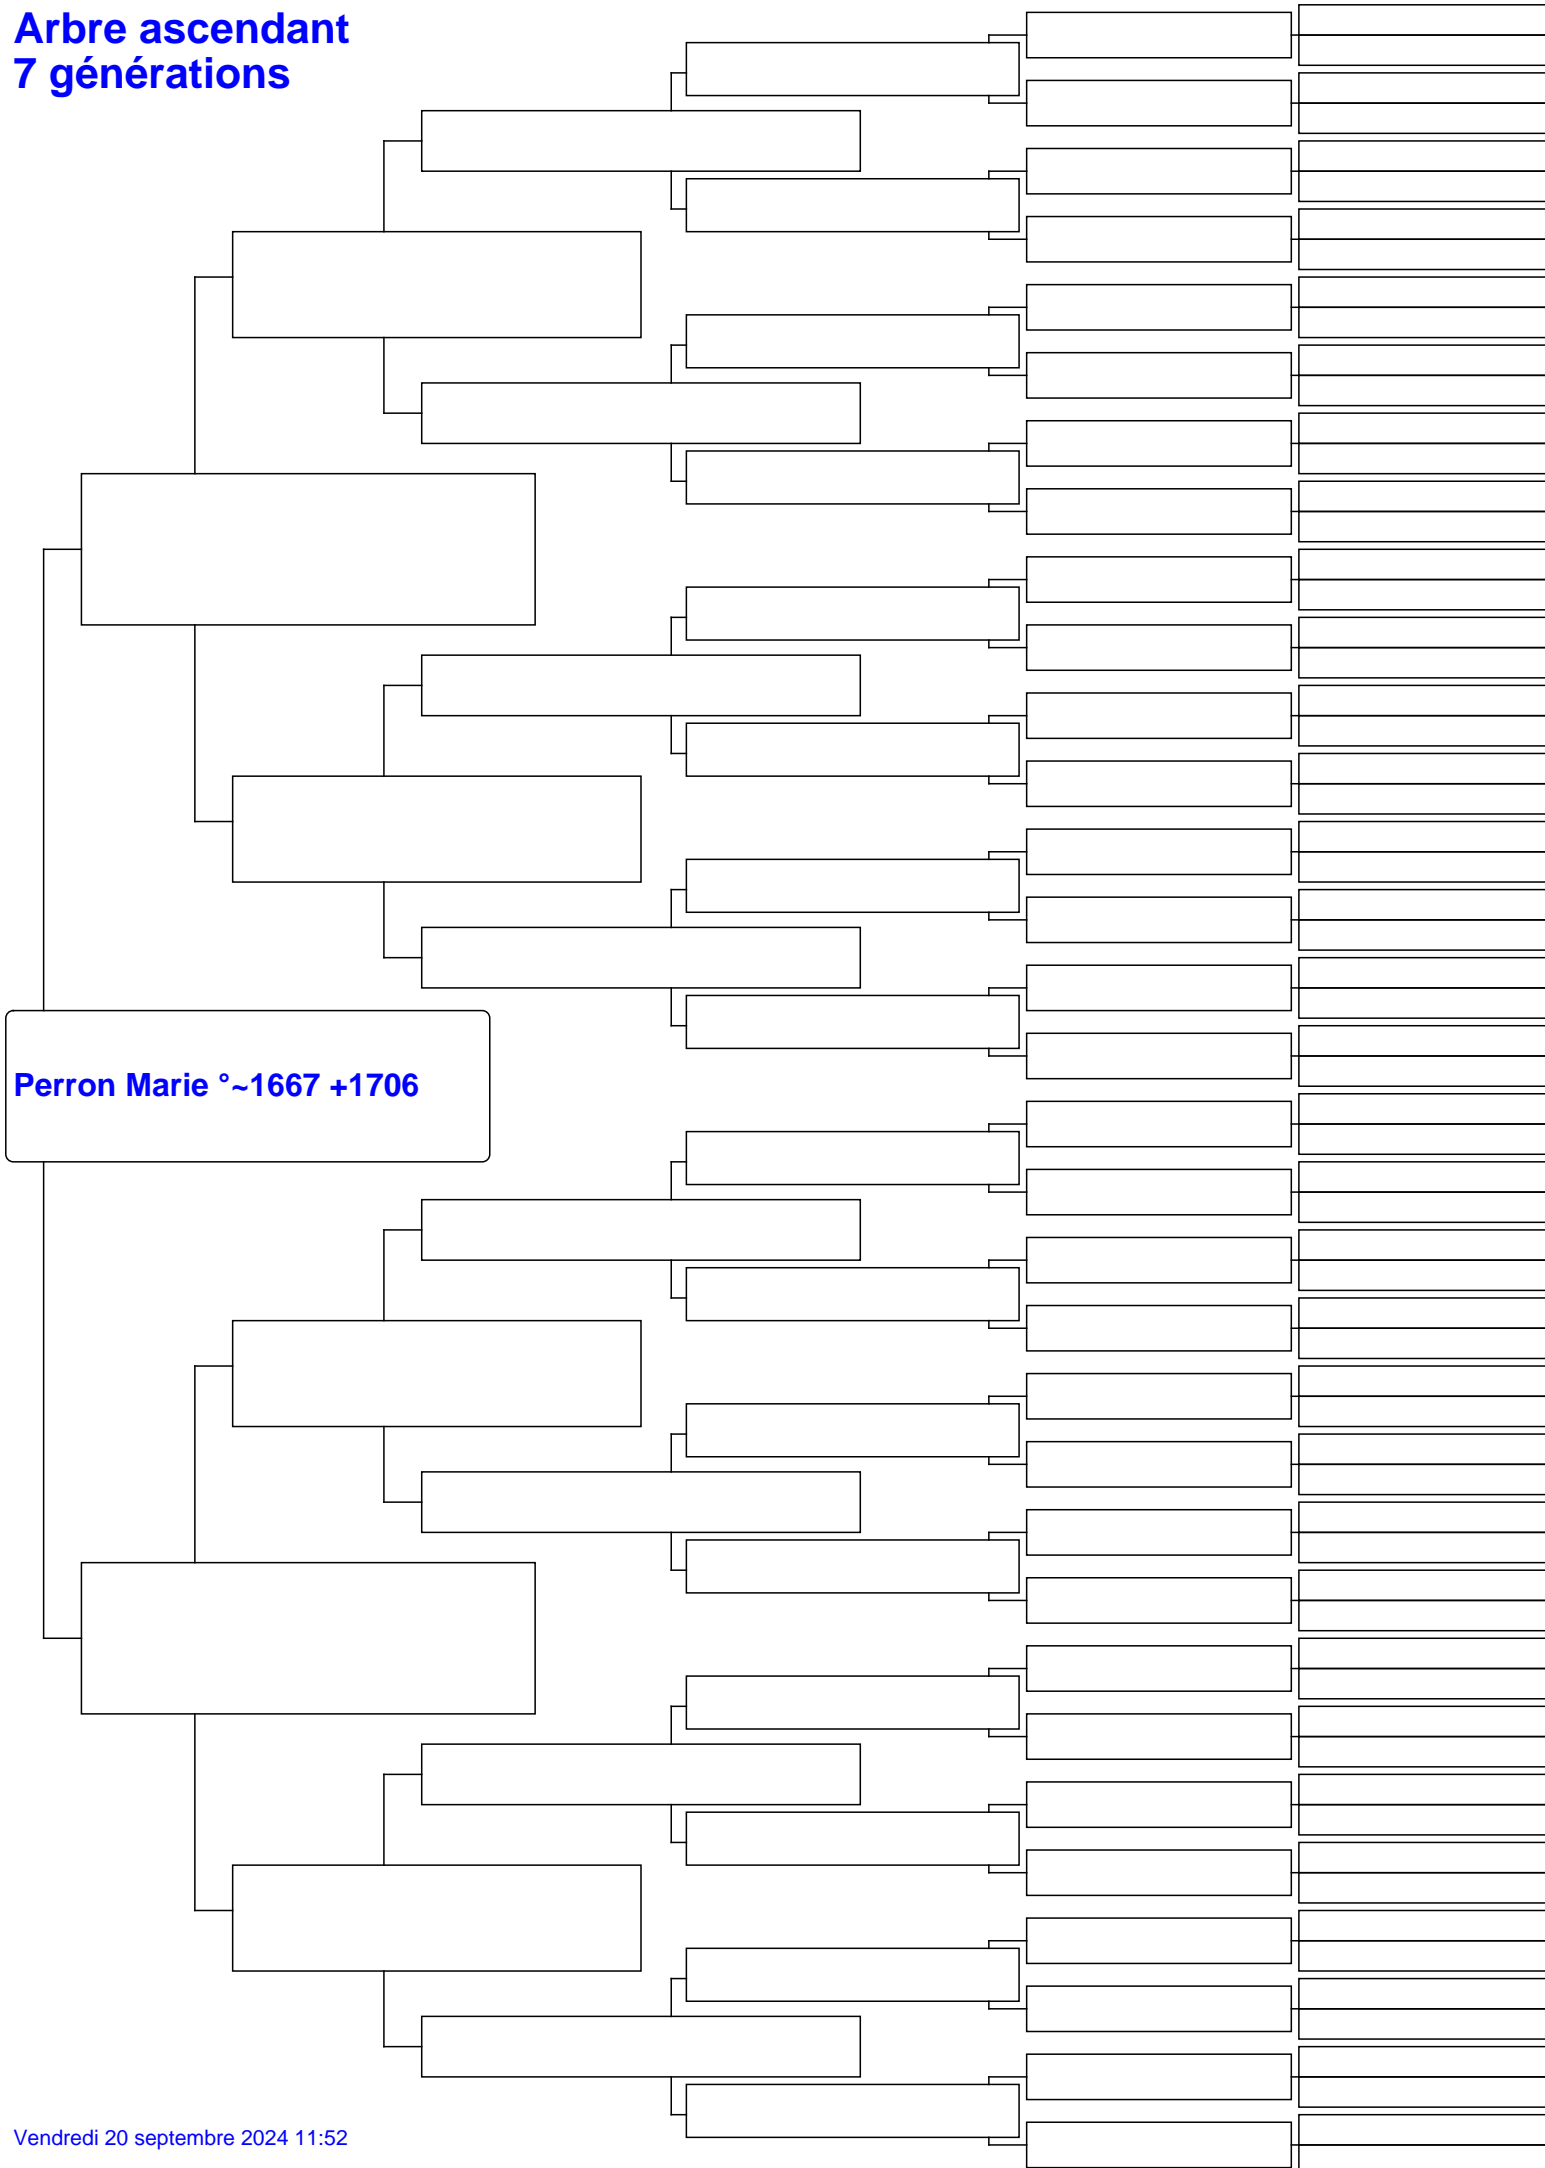 Arbre ascendant
7 générations
Perron Marie °~1667 +1706
Vendredi 20 septembre 2024 11:52